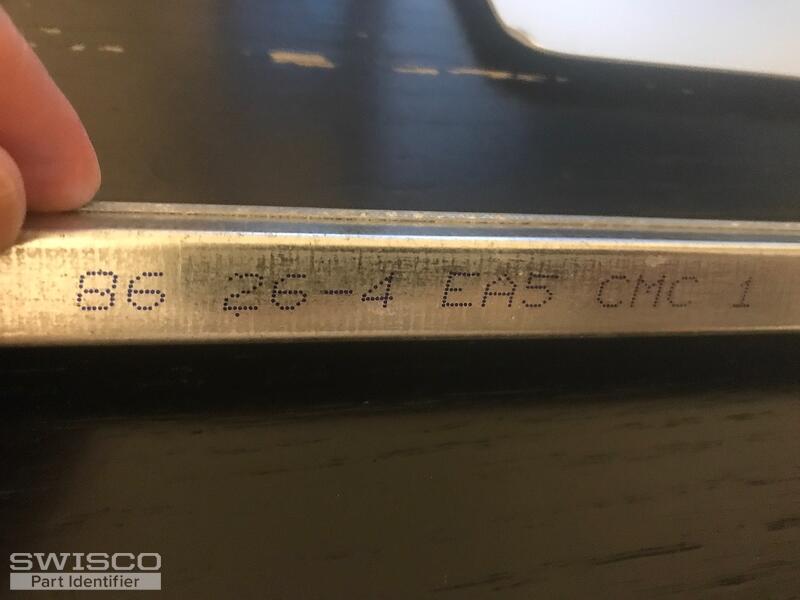 86 26-4 EA5 CMC 1
SWISCO
Part Identifier